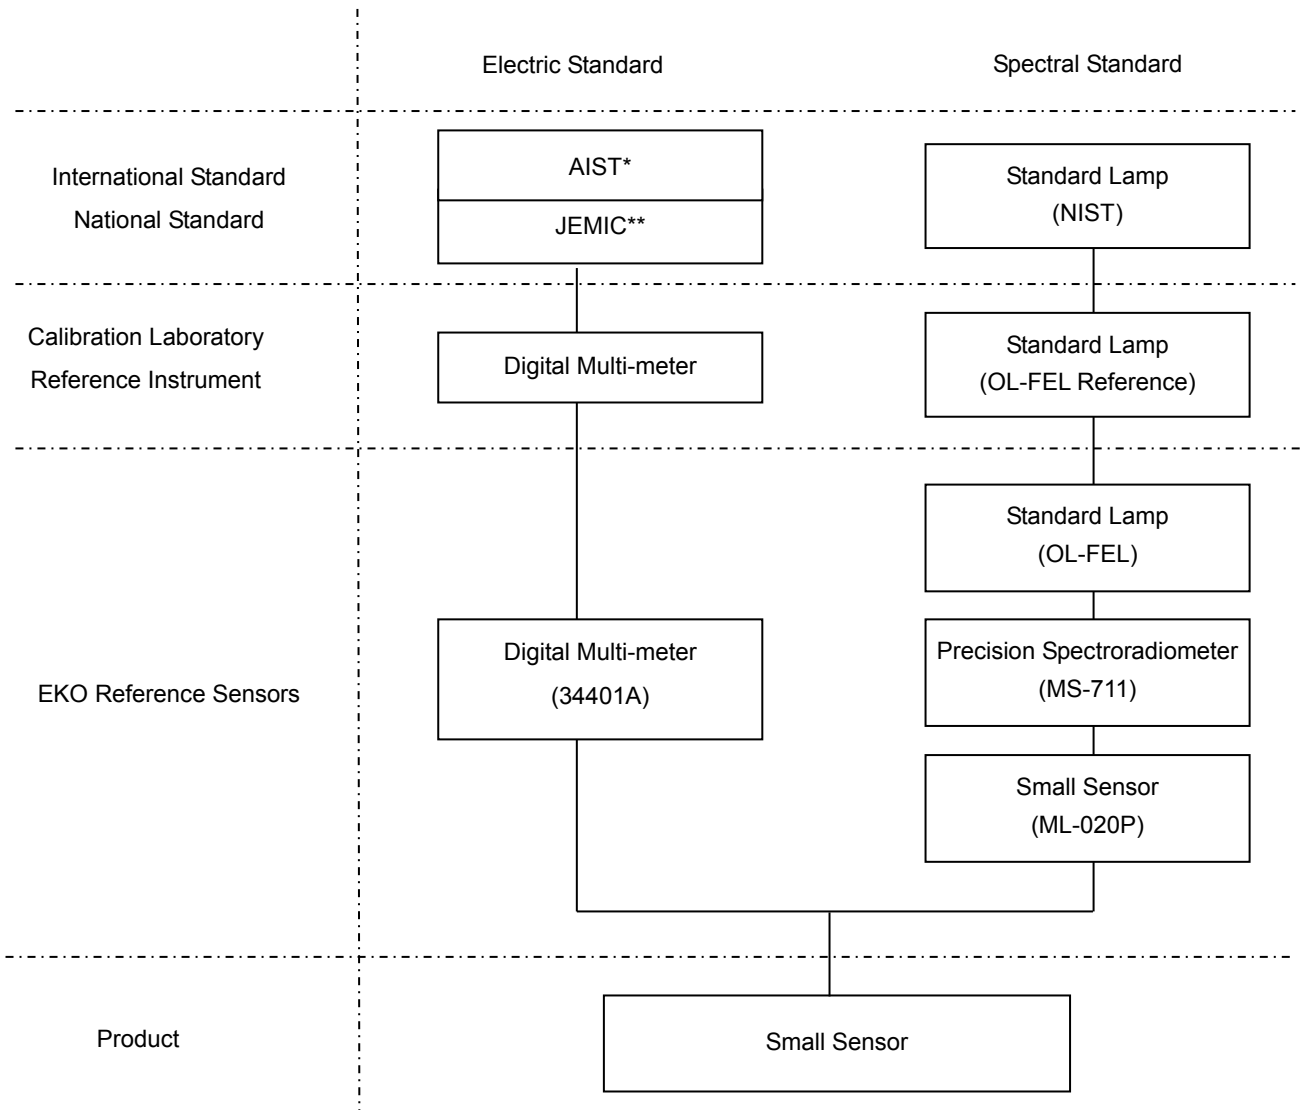 Electric Standard
Spectral Standard
International Standard
National Standard
AIST*
JEMIC**
Standard Lamp
(NIST)
Calibration Laboratory
Reference Instrument
Digital Multi-meter
Standard Lamp
(OL-FEL Reference)
EKO Reference Sensors
Digital Multi-meter
(34401A)
Standard Lamp
(OL-FEL)
Precision Spectroradiometer
(MS-711)
Small Sensor
(ML-020P)
Product
Small Sensor